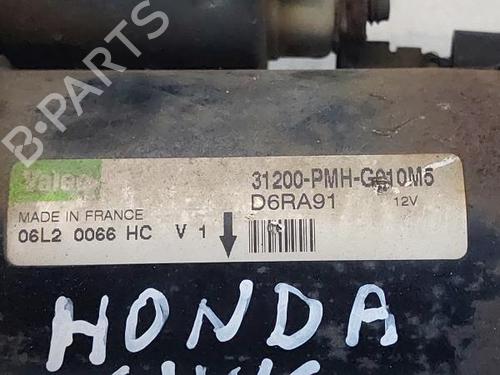 B-PARTS
Valeo
31200-PMH-G010M5
D6RA91
12V
MADE IN FRANCE
06L2 0066 HC V 1
HONDA